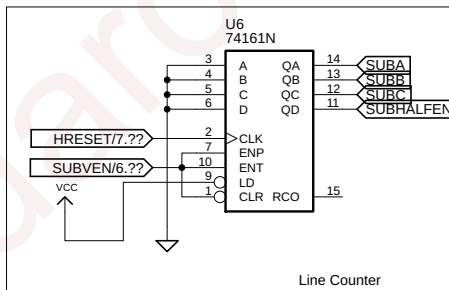 U6
74161N
3 A QA 14 SUBA
4 B QB 13 SUBB
5 C QC 12 SUBC
6 D QD 11 SUBHALFEN
HRESET/7.?? 2 CLK
7 ENP
SUBVEN/6.?? 10 ENT
VCC 9 LD
1 CLR RCO 15
Line Counter